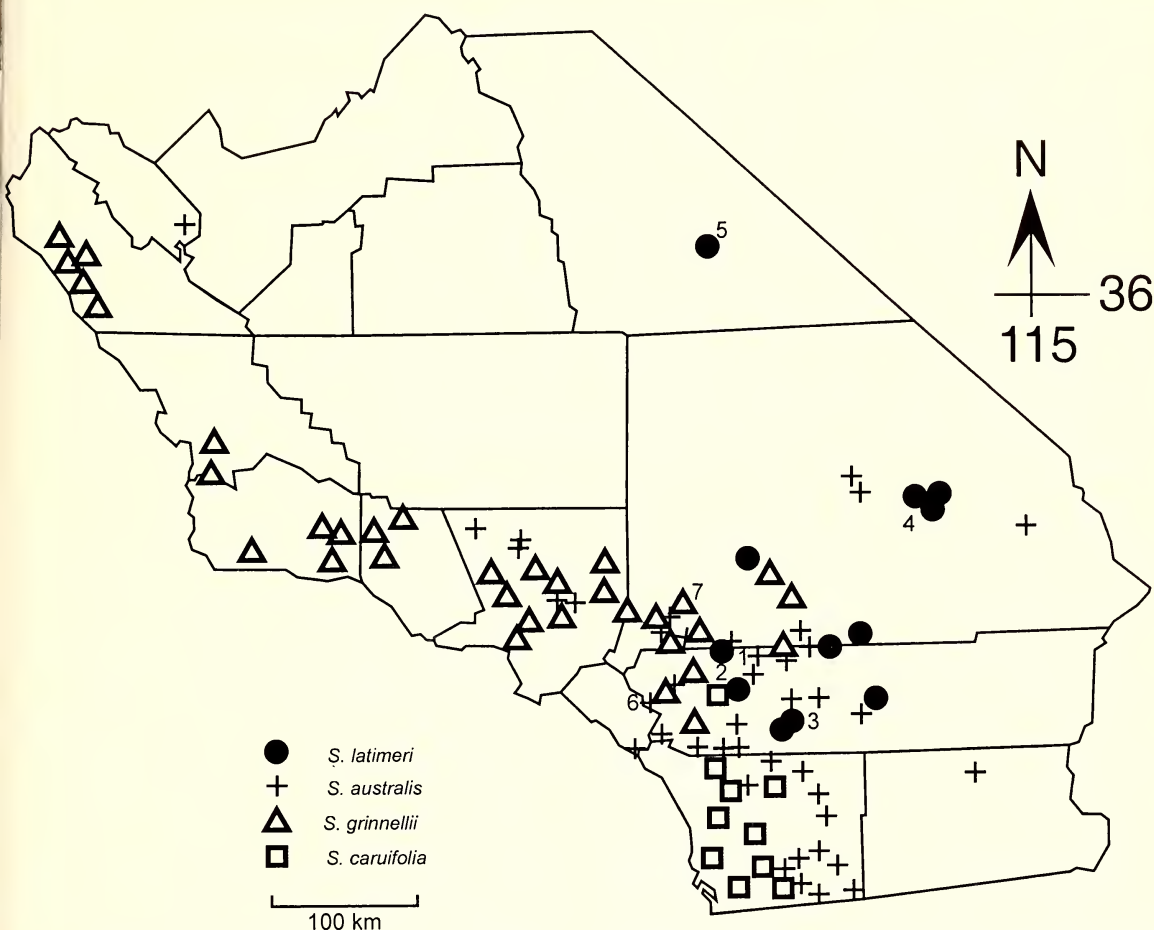 5
N
36
115
4
7
1
2
6
3
S. latimeri
S. australis
S. grinnellii
S. caruifolia
100 km